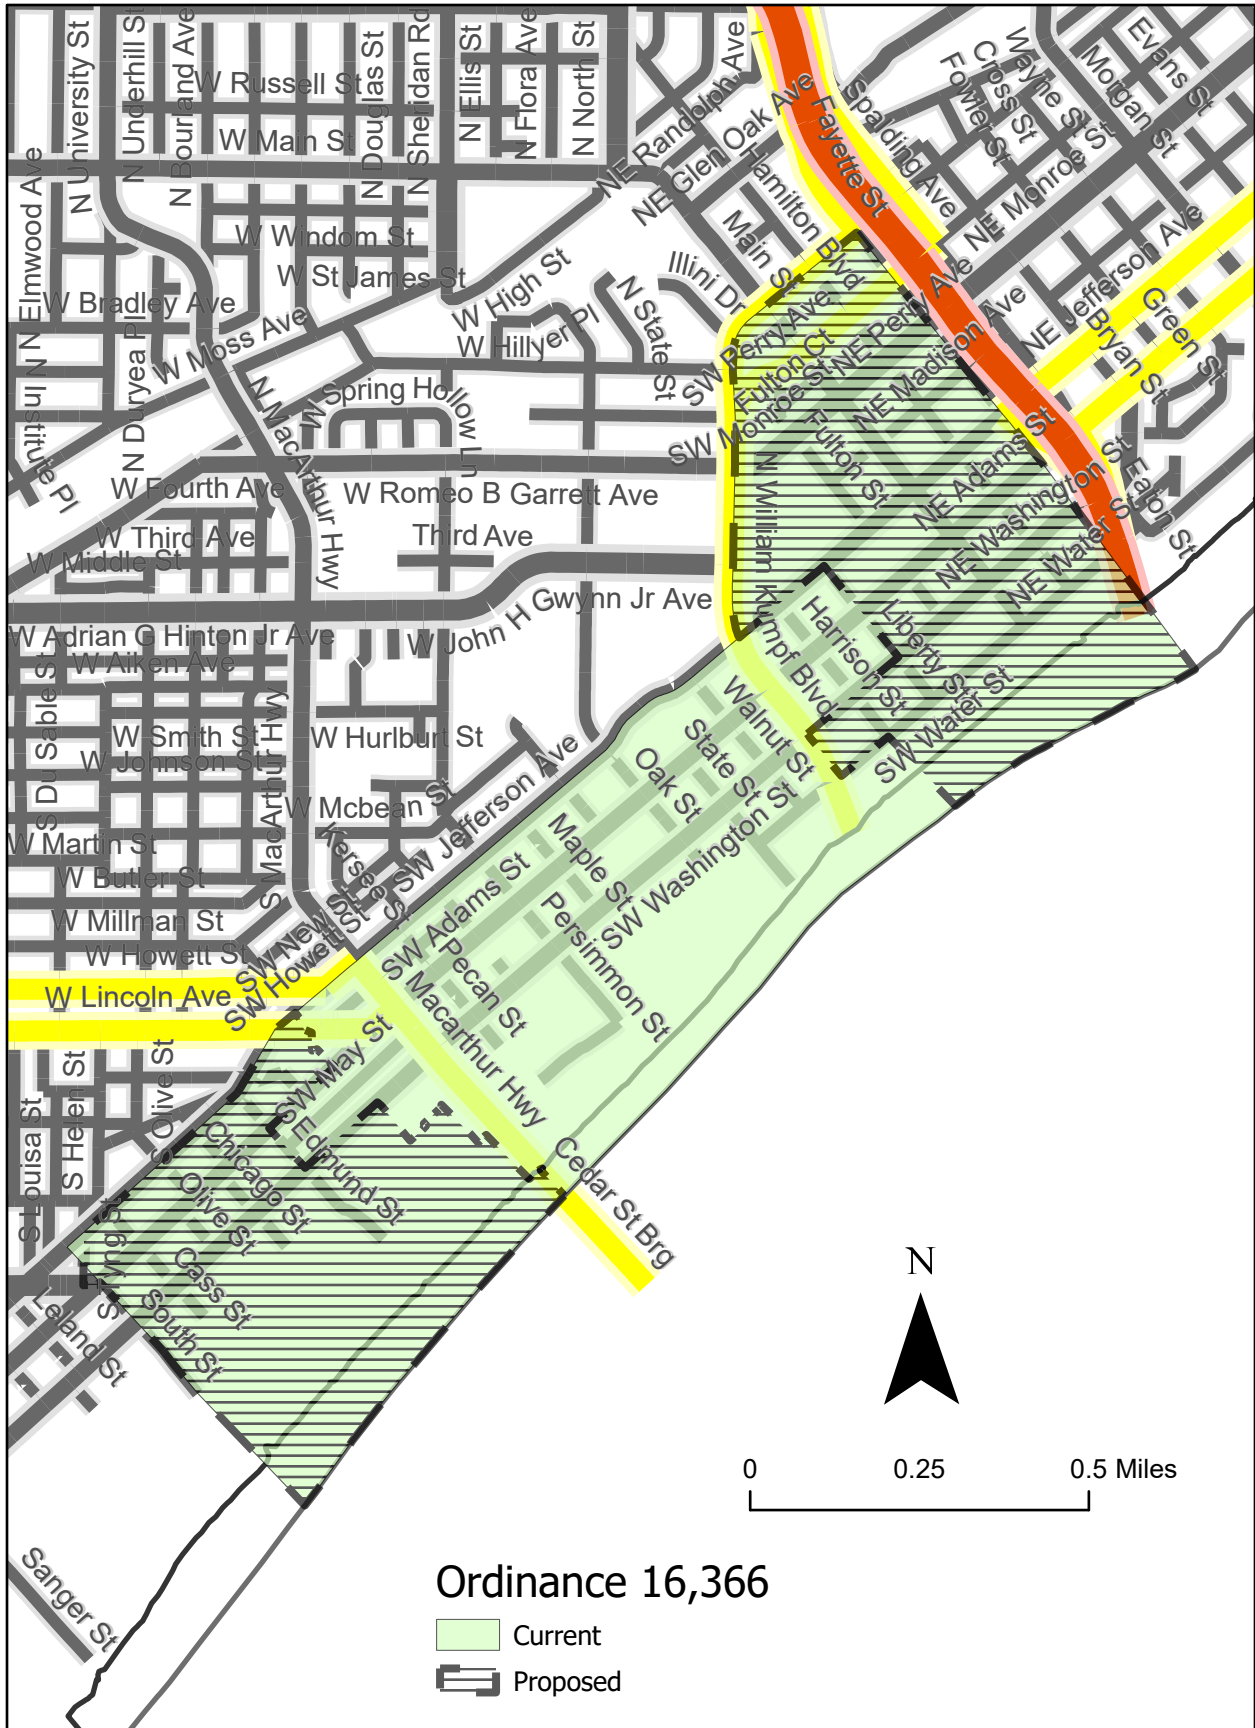 N University St
N Underhill St
N Bourland Ave
N Douglas St
N Sheridan Rd
N Ellis St
N Flora Ave
N North St
NE Randolph Ave
NE Glen Oak Ave
Fayette St
Spalding Ave
Fowler St
Cross St
Wayne St
Morgan St
Evans St
W Russell St
W Main St
Hamilton Blvd
Main St
NE Monroe St
NE Jefferson Ave
Green St
Bryan St
N Elmwood Ave
W Windom St
W St James St
W High St
Illini Dr
N State St
W Bradley Ave
W Moss Ave
W Hillyer Pl
SW Perry Ave
NE Perry Ave
Fulton Ct
NE Madison Ave
SW Monroe St
N Institute Pl
N Duryea Pl
N MacArthur Hwy
W Spring Hollow Ln
Fulton St
NE Adams St
Eaton St
W Fourth Ave
W Romeo B Garrett Ave
N William Kumpf Blvd
NE Washington St
NE Water St
W Third Ave
Third Ave
W Middle St
W John H Gwynn Jr Ave
W Adrian G Hinton Jr Ave
W Aiken Ave
Harrison St
Liberty St
SW Water St
S Du Sable St
W Smith St
W Johnson St
S MacArthur Hwy
W Hurlburt St
Walnut St
State St
Oak St
W Mcbean St
SW Jefferson Ave
Kersee St
W Martin St
W Butler St
W Millman St
W Howett St
SW New St
SW Howett St
SW Adams St
Maple St
SW Washington St
Persimmon St
Pecan St
W Lincoln Ave
S Macarthur Hwy
SW May St
S Louisa St
S Helen St
S Olive St
Edmund St
Chicago St
Olive St
Cass St
South St
S Tyng St
Leland St
Cedar St Brg
Sanger St
N
0 0.25 0.5 Miles
Ordinance 16,366
Current
Proposed